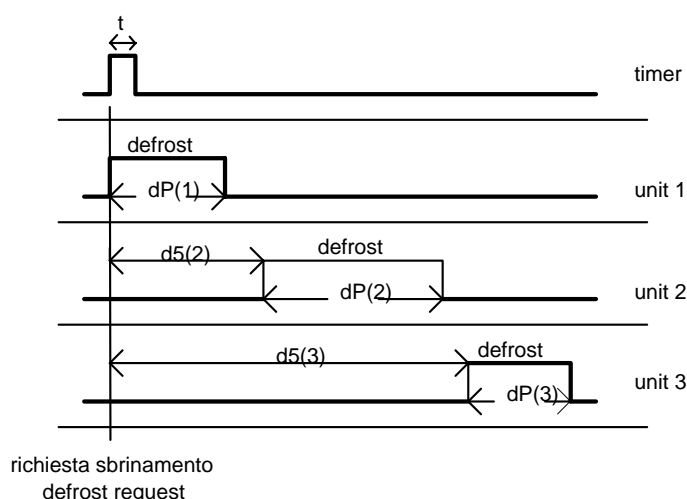 t
timer
defrost
dP(1)
unit 1
d5(2)
defrost
dP(2)
unit 2
d5(3)
defrost
dP(3)
unit 3
richiesta sbrinamento
defrost request